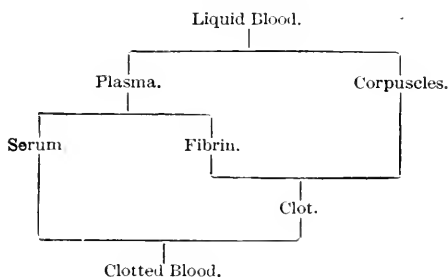 Liquid Blood.
Plasma. Corpuscles.
Serum Fibrin.
Clot.
Clotted Blood.